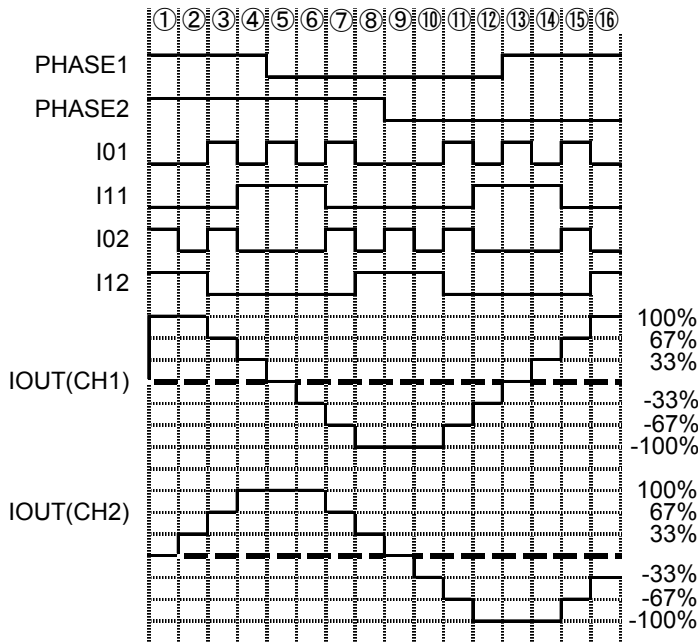 ①②③④⑤⑥⑦⑧⑨⑩⑪⑫⑬⑭⑮⑯
PHASE1
PHASE2
I01
I11
I02
I12
IOUT(CH1)
100%
67%
33%
-33%
-67%
-100%
IOUT(CH2)
100%
67%
33%
-33%
-67%
-100%